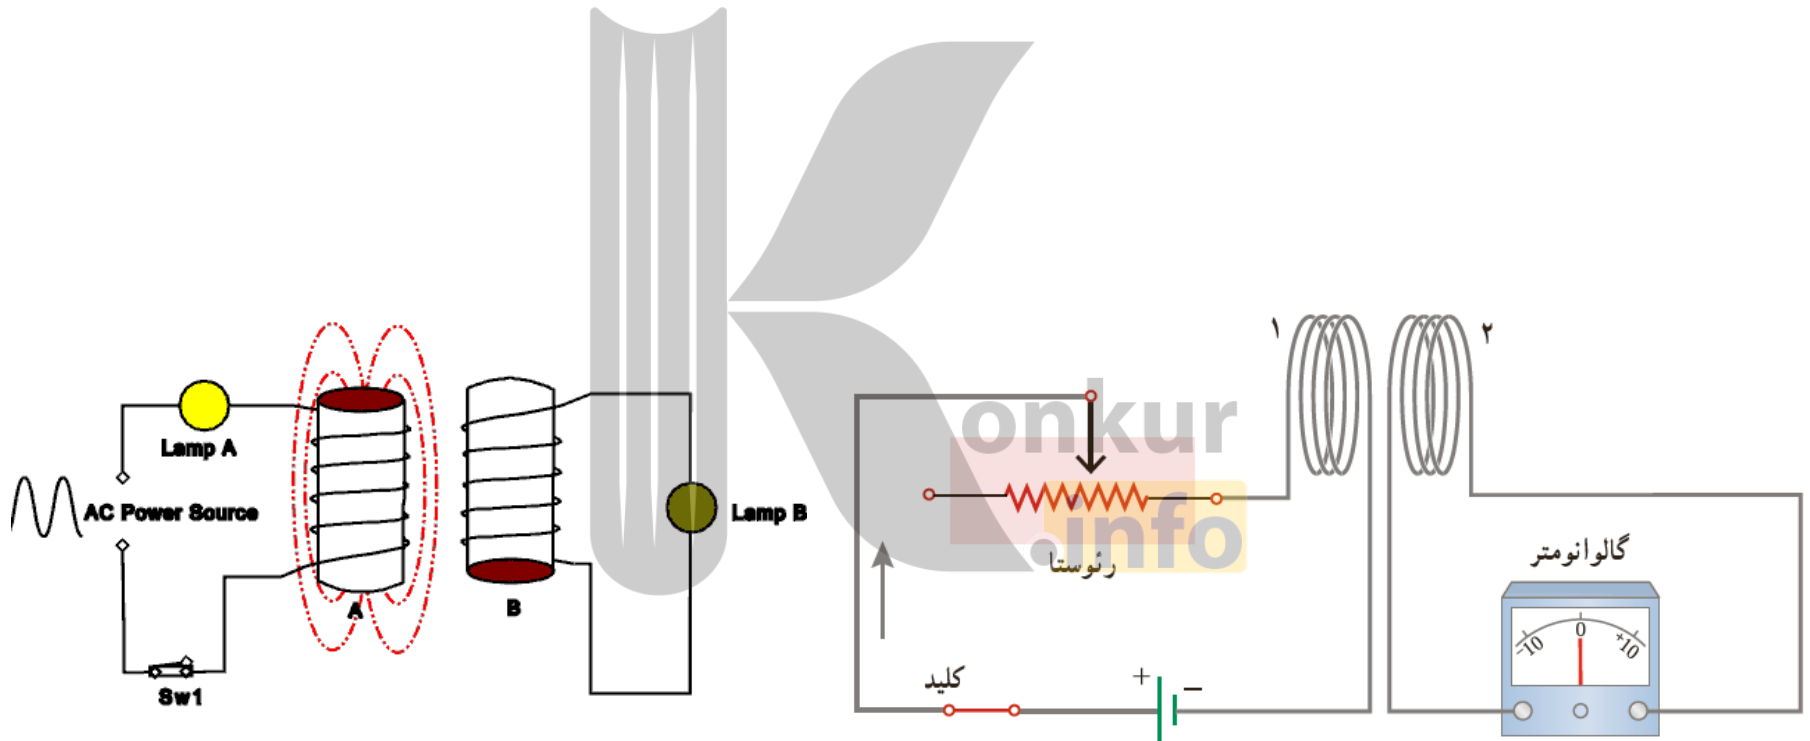 Lamp A
AC Power Source
Sw1
A
B
Lamp B
onkur
.info
۱
۲
رئوستا
کلید
+
−
گالوانومتر
−10
0
+10